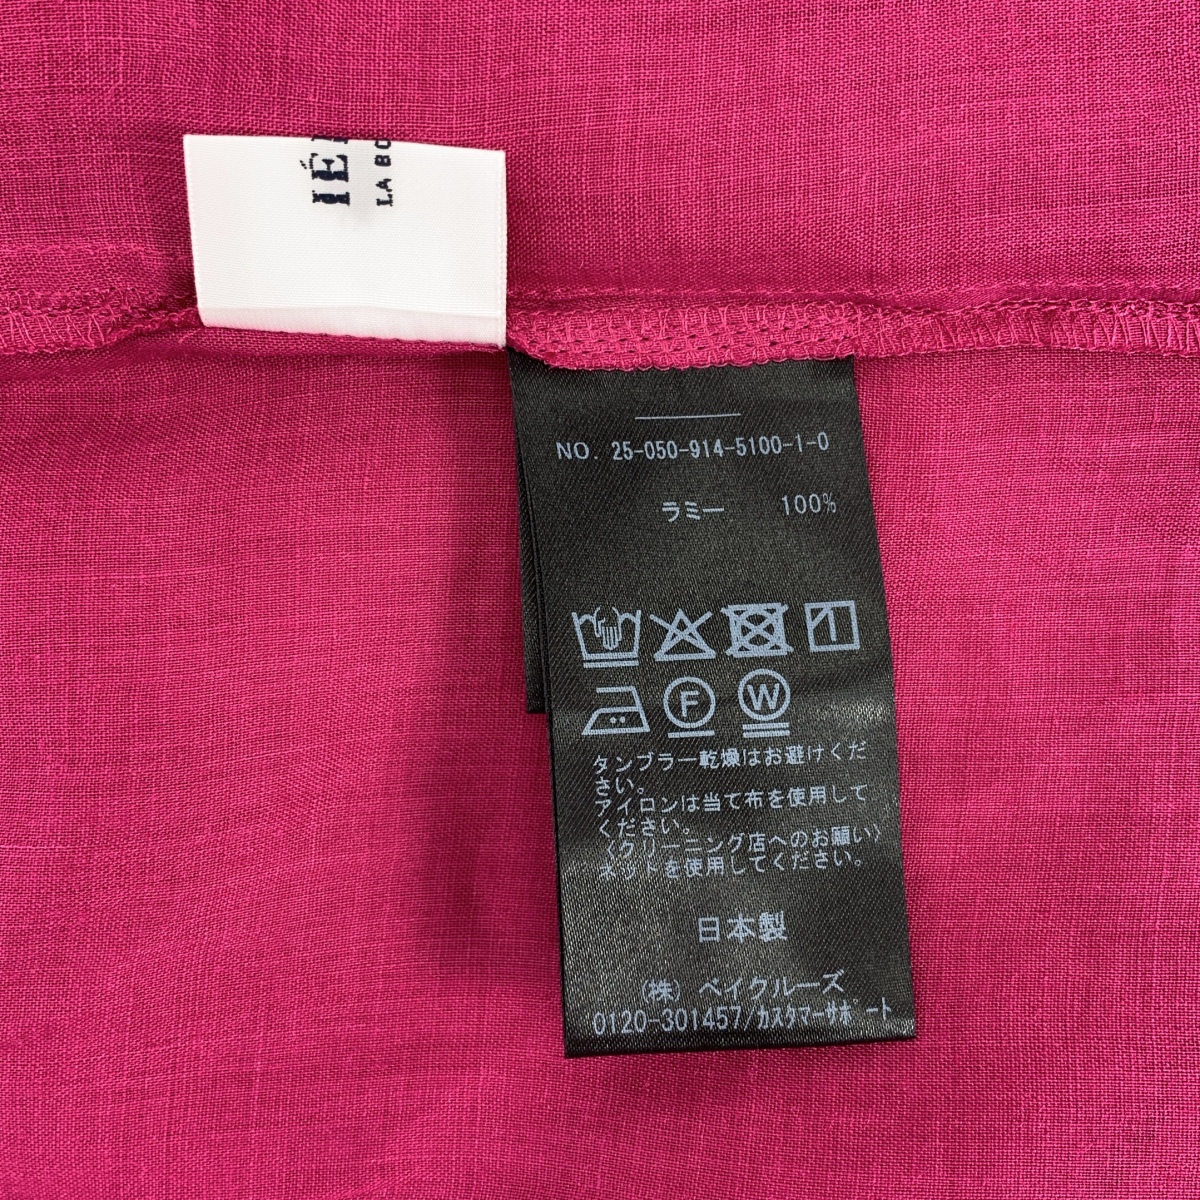 LA BO
NO. 25-050-914-5100-1-0
ラミー 100%
F W
タンブラー乾燥はお避けくだ
さい。
アイロンは当て布を使用して
ください。
〈クリーニング店へのお願い〉
ネットを使用してください。
日本製
(株) ベイクルーズ
0120-301457/カスタマーサポート